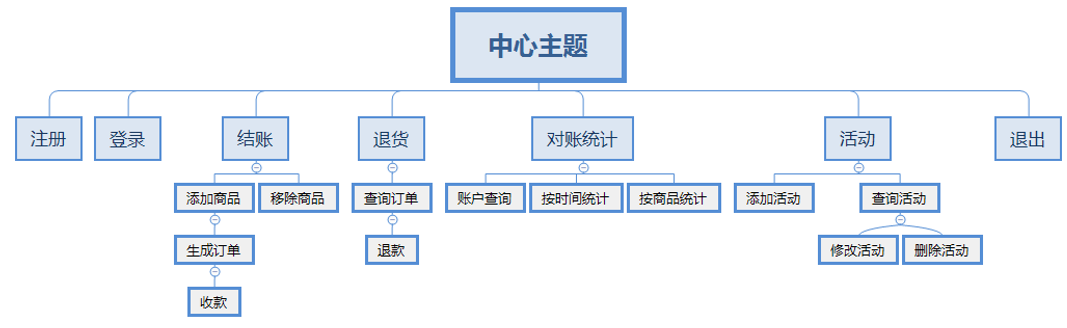 中心主题
注册
登录
结账
退货
对账统计
活动
退出
添加商品
移除商品
查询订单
账户查询
按时间统计
按商品统计
添加活动
查询活动
生成订单
退款
修改活动
删除活动
收款